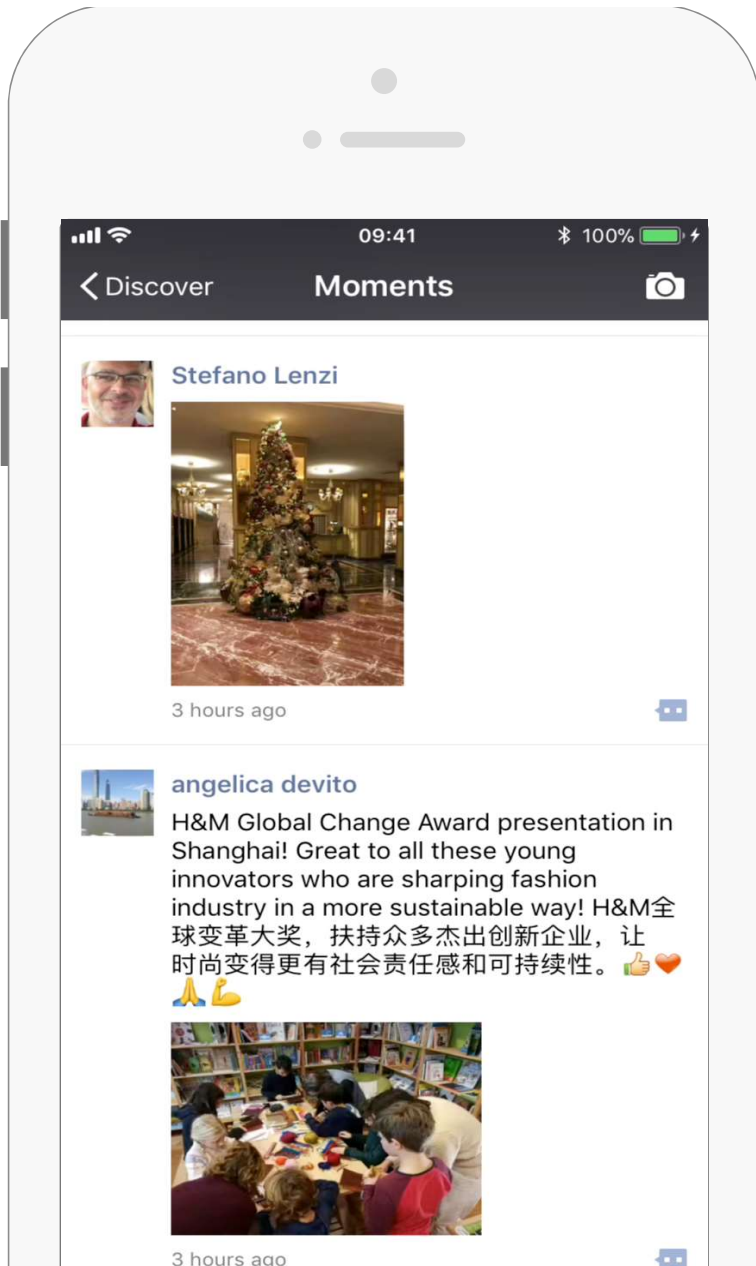 09:41
100%
Discover
Moments
Stefano Lenzi
3 hours ago
angelica devito
H&M Global Change Award presentation in
Shanghai! Great to all these young
innovators who are sharping fashion
industry in a more sustainable way! H&M全
球变革大奖，扶持众多杰出创新企业，让
时尚变得更有社会责任感和可持续性。👍❤️
🙏💪
3 hours ago